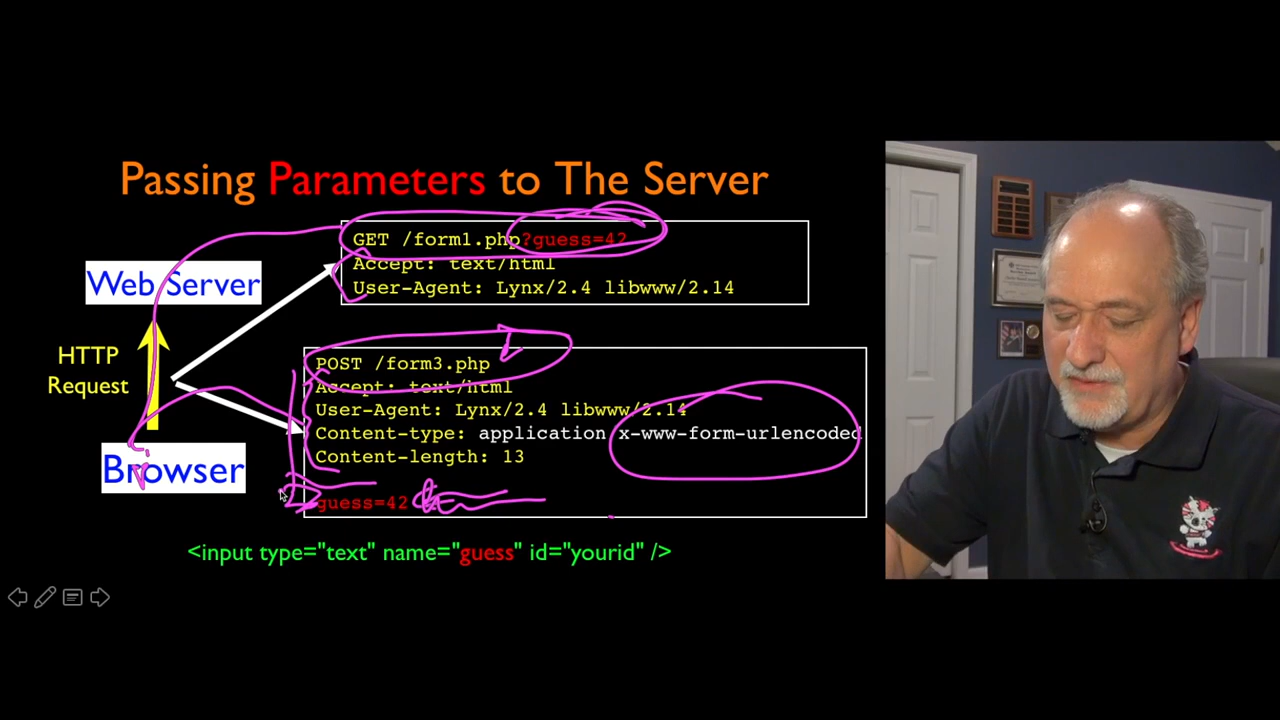 Passing Parameters to The Server
GET /form1.php?guess=42
Accept: text/html
User-Agent: Lynx/2.4 libwww/2.14
Web Server
HTTP
Request
Browser
POST /form3.php
Accept: text/html
User-Agent: Lynx/2.4 libwww/2.14
Content-type: application x-www-form-urlencoded
Content-length: 13
guess=42
<input type="text" name="guess" id="yourid" />